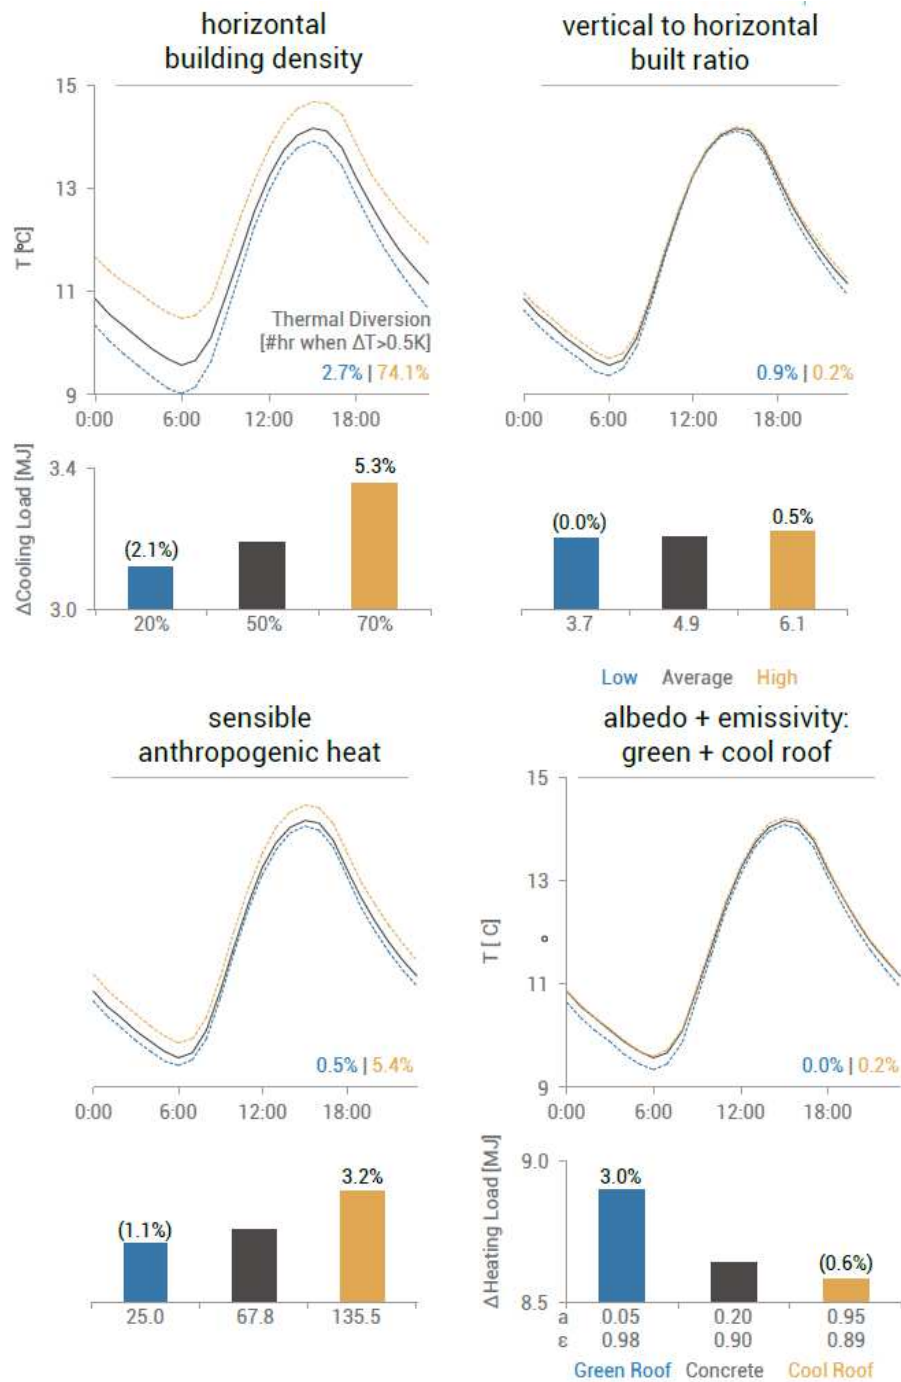 horizontal
building density
vertical to horizontal
built ratio
15
13
11
9
T [°C]
Thermal Diversion
[#hr when ΔT>0.5K]
2.7% | 74.1%
0.9% | 0.2%
0:00 6:00 12:00 18:00
0:00 6:00 12:00 18:00
ΔCooling Load [MJ]
3.4
3.0
(2.1%)
5.3%
(0.0%)
0.5%
20% 50% 70%
3.7 4.9 6.1
Low Average High
sensible
anthropogenic heat
albedo + emissivity:
green + cool roof
15
13
11
9
T [ C]
°
0.5% | 5.4%
0.0% | 0.2%
0:00 6:00 12:00 18:00
0:00 6:00 12:00 18:00
ΔHeating Load [MJ]
9.0
8.5
(1.1%)
3.2%
3.0%
(0.6%)
25.0 67.8 135.5
a 0.05 0.20 0.95
ε 0.98 0.90 0.89
Green Roof Concrete Cool Roof